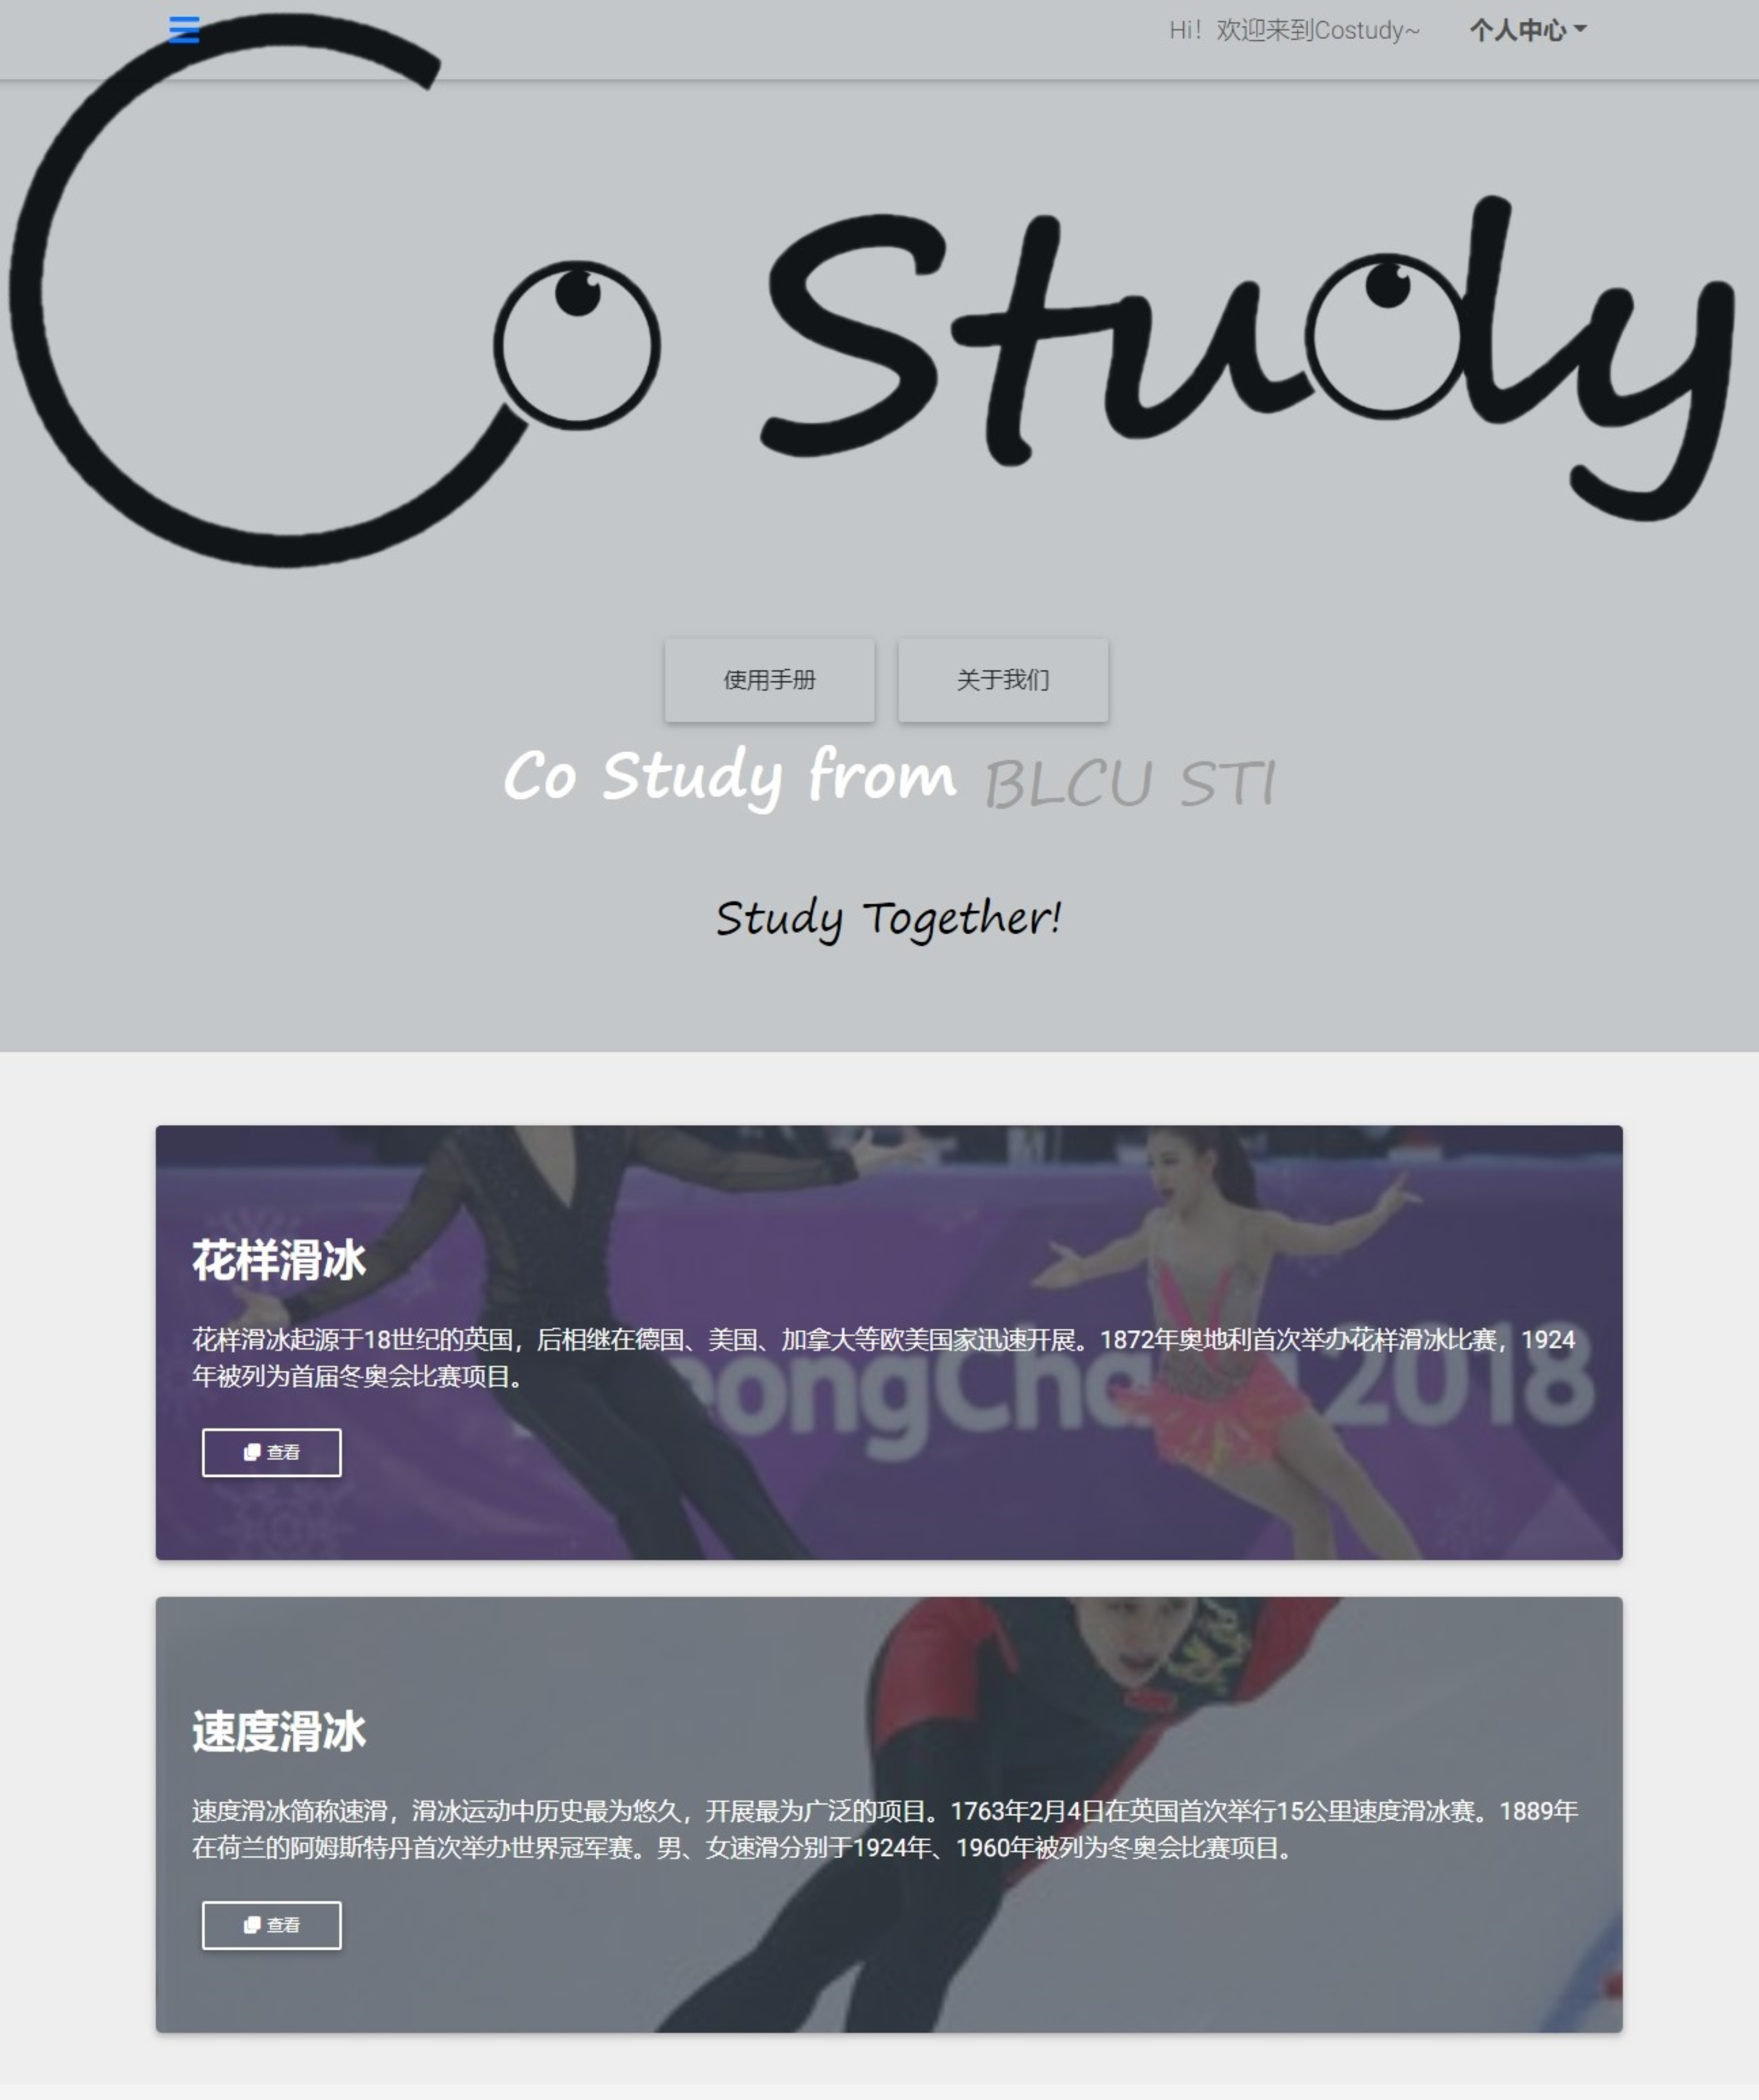 Hi！欢迎来到Costudy~
个人中心
Co Study
使用手册
关于我们
Co Study from BLCU STI
Study Together!
花样滑冰
花样滑冰起源于18世纪的英国，后相继在德国、美国、加拿大等欧美国家迅速开展。1872年奥地利首次举办花样滑冰比赛，1924
年被列为首届冬奥会比赛项目。
eongCha 2018
查看
速度滑冰
速度滑冰简称速滑，滑冰运动中历史最为悠久，开展最为广泛的项目。1763年2月4日在英国首次举行15公里速度滑冰赛。1889年
在荷兰的阿姆斯特丹首次举办世界冠军赛。男、女速滑分别于1924年、1960年被列为冬奥会比赛项目。
查看